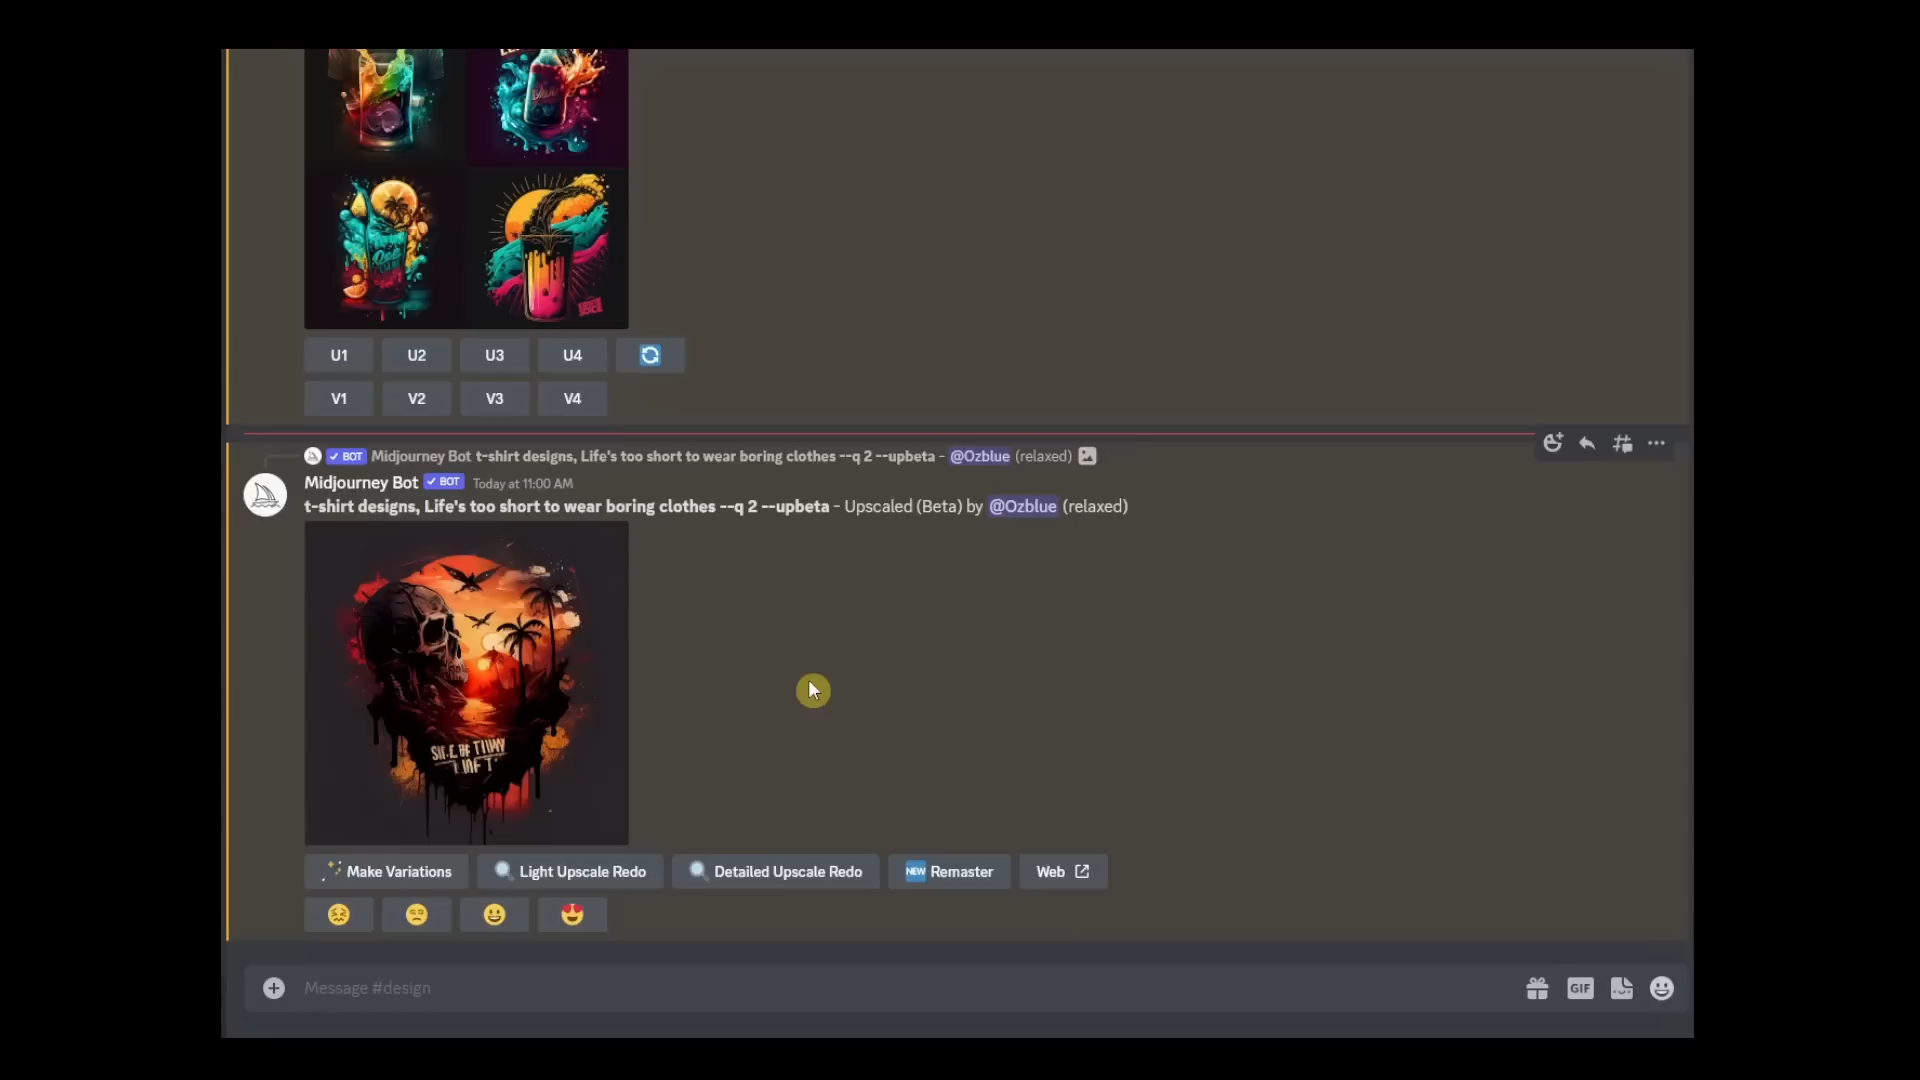 U1 U2 U3 U4
V1 V2 V3 V4
BOT Midjourney Bot t-shirt designs, Life's too short to wear boring clothes --q 2 --upbeta - @Ozblue (relaxed)
Midjourney Bot BOT Today at 11:00 AM
t-shirt designs, Life's too short to wear boring clothes --q 2 --upbeta - Upscaled (Beta) by @Ozblue (relaxed)
Make Variations Light Upscale Redo Detailed Upscale Redo NEW Remaster Web
Message #design GIF